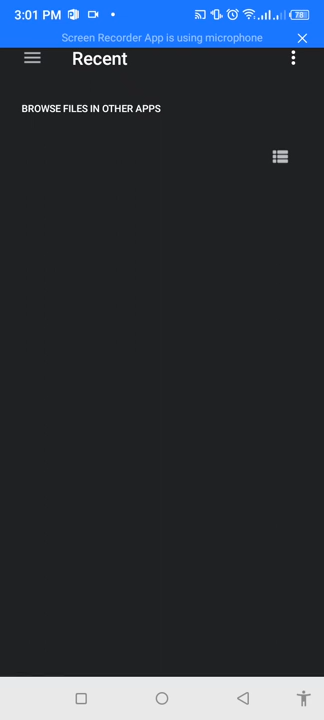 3:01 PM
78
Screen Recorder App is using microphone
Recent
BROWSE FILES IN OTHER APPS